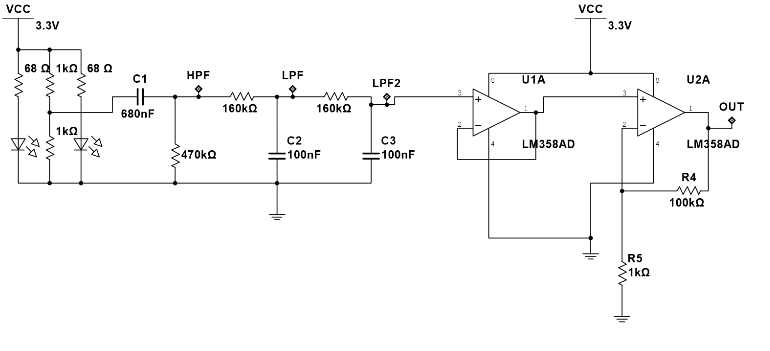 VCC
3.3V
VCC
3.3V
68 Ω
1kΩ
68 Ω
C1
680nF
HPF
160kΩ
LPF
160kΩ
LPF2
1kΩ
470kΩ
C2
100nF
C3
100nF
U1A
8
3
2
1
4
LM358AD
U2A
8
3
2
1
4
LM358AD
OUT
R4
100kΩ
R5
1kΩ